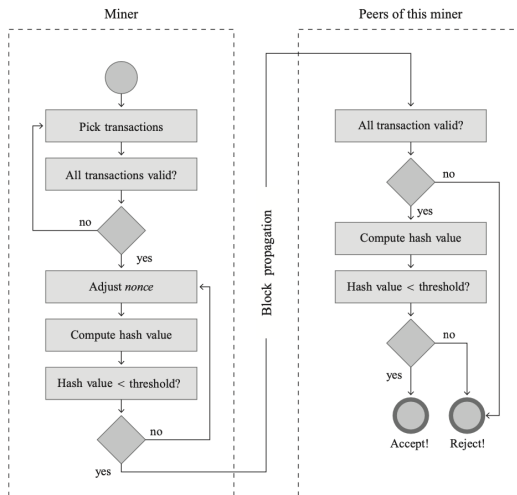 Miner
Pick transactions
All transactions valid?
no
yes
Adjust nonce
Compute hash value
Hash value < threshold?
no
yes
Block propagation
Peers of this miner
All transaction valid?
no
yes
Compute hash value
Hash value < threshold?
no
yes
Accept!
Reject!